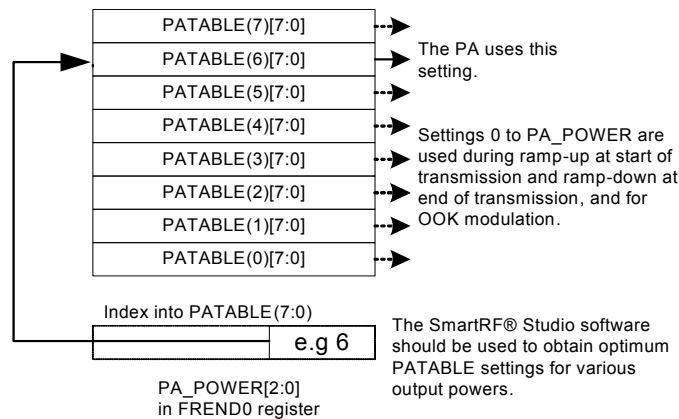 PATABLE(7)[7:0]
PATABLE(6)[7:0]
The PA uses this
setting.
PATABLE(5)[7:0]
PATABLE(4)[7:0]
PATABLE(3)[7:0]
PATABLE(2)[7:0]
PATABLE(1)[7:0]
PATABLE(0)[7:0]
Settings 0 to PA_POWER are
used during ramp-up at start of
transmission and ramp-down at
end of transmission, and for
OOK modulation.
Index into PATABLE(7:0)
e.g 6
PA_POWER[2:0]
in FREND0 register
The SmartRF® Studio software
should be used to obtain optimum
PATABLE settings for various
output powers.